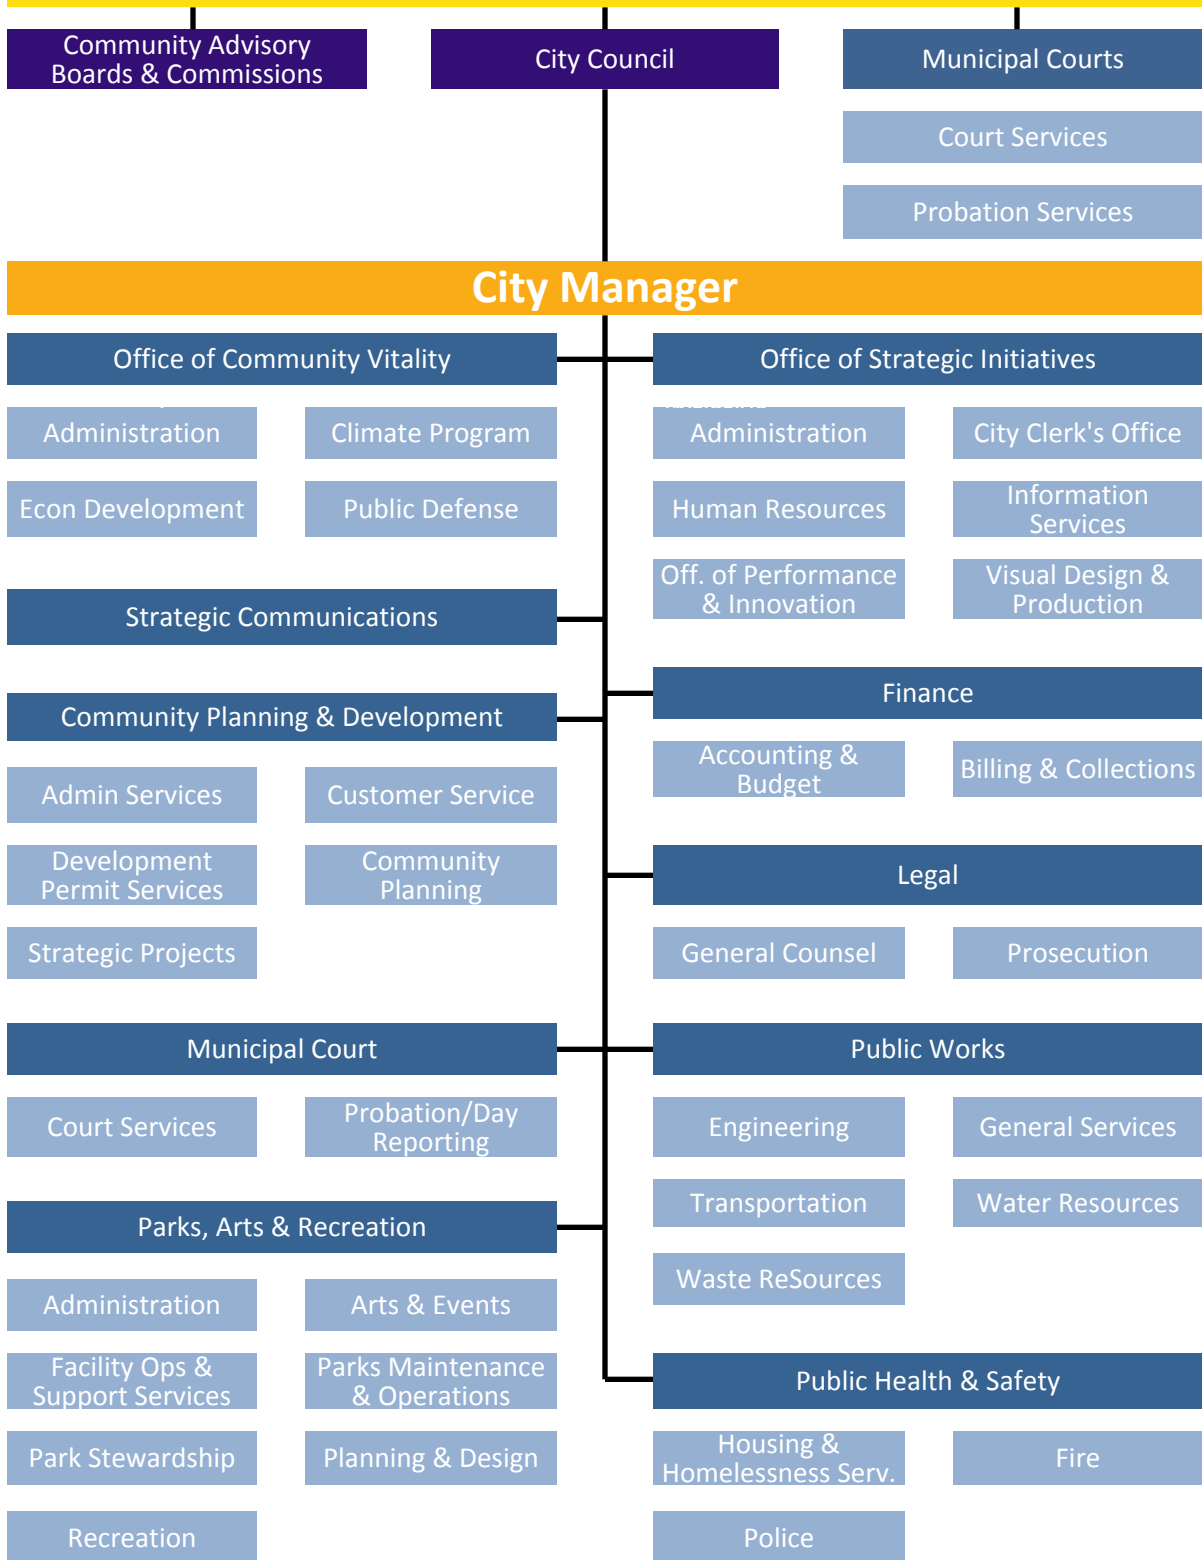 Community Advisory
Boards & Commissions
City Council
Municipal Courts
Court Services
Probation Services
City Manager
Office of Community Vitality
Administration
Climate Program
Econ Development
Public Defense
Strategic Communications
Community Planning & Development
Admin Services
Customer Service
Development
Permit Services
Community
Planning
Strategic Projects
Municipal Court
Court Services
Probation/Day
Reporting
Parks, Arts & Recreation
Administration
Arts & Events
Facility Ops &
Support Services
Parks Maintenance
& Operations
Park Stewardship
Planning & Design
Recreation
Office of Strategic Initiatives
Administration
City Clerk's Office
Human Resources
Information
Services
Off. of Performance
& Innovation
Visual Design &
Production
Finance
Accounting &
Budget
Billing & Collections
Legal
General Counsel
Prosecution
Public Works
Engineering
General Services
Transportation
Water Resources
Waste ReSources
Public Health & Safety
Housing &
Homelessness Serv.
Fire
Police